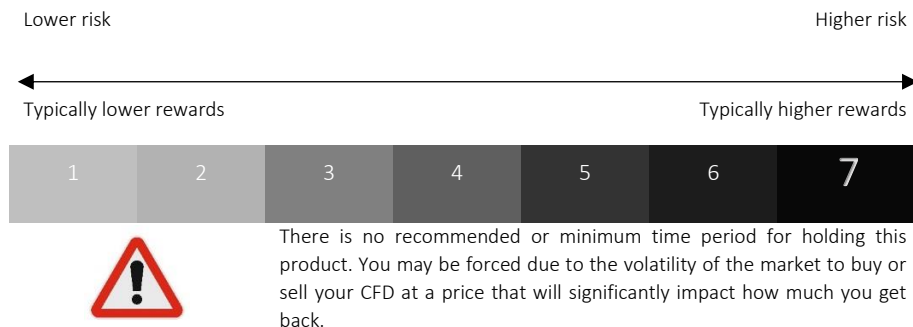 Lower risk Higher risk
Typically lower rewards Typically higher rewards
1 2 3 4 5 6 7
There is no recommended or minimum time period for holding this
product. You may be forced due to the volatility of the market to buy or
sell your CFD at a price that will significantly impact how much you get
back.